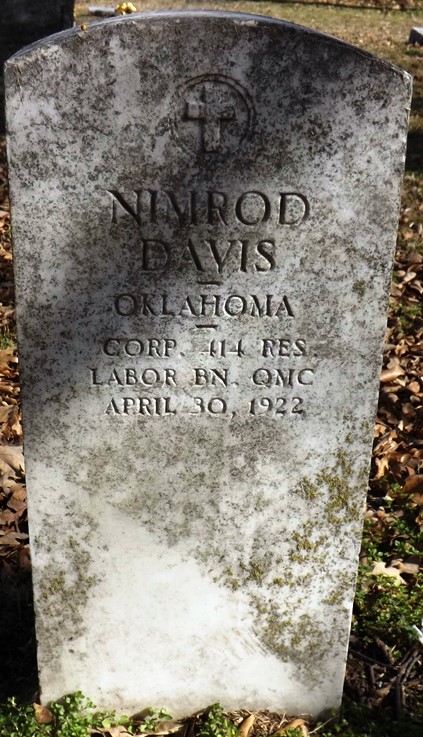 NIMROD
DAVIS
OKLAHOMA
CORP. 414 RES.
LABOR BN. QMC
APRIL 30, 1922